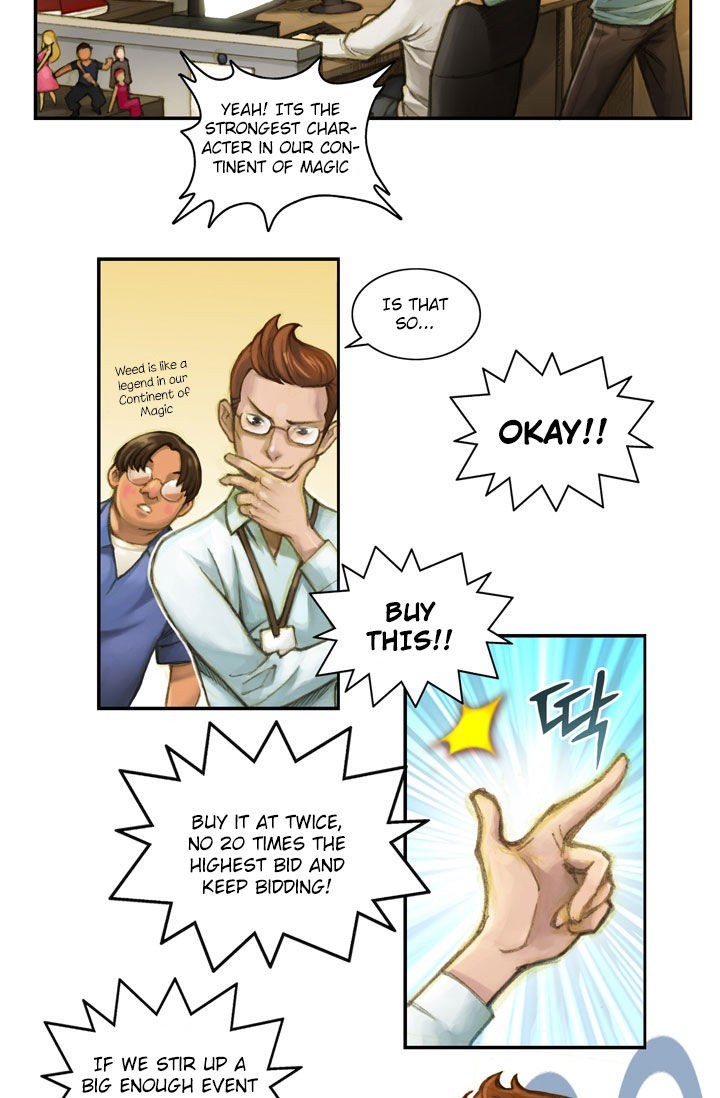 YEAH! ITS THE
STRONGEST CHAR-
ACTER IN OUR CON-
TINENT OF MAGIC
IS THAT
SO...
Weed is like a
legend in our
Continent of
Magic
OKAY!!
BUY
THIS!!
딱
BUY IT AT TWICE,
NO 20 TIMES THE
HIGHEST BID AND
KEEP BIDDING!
IF WE STIR UP A
BIG ENOUGH EVENT